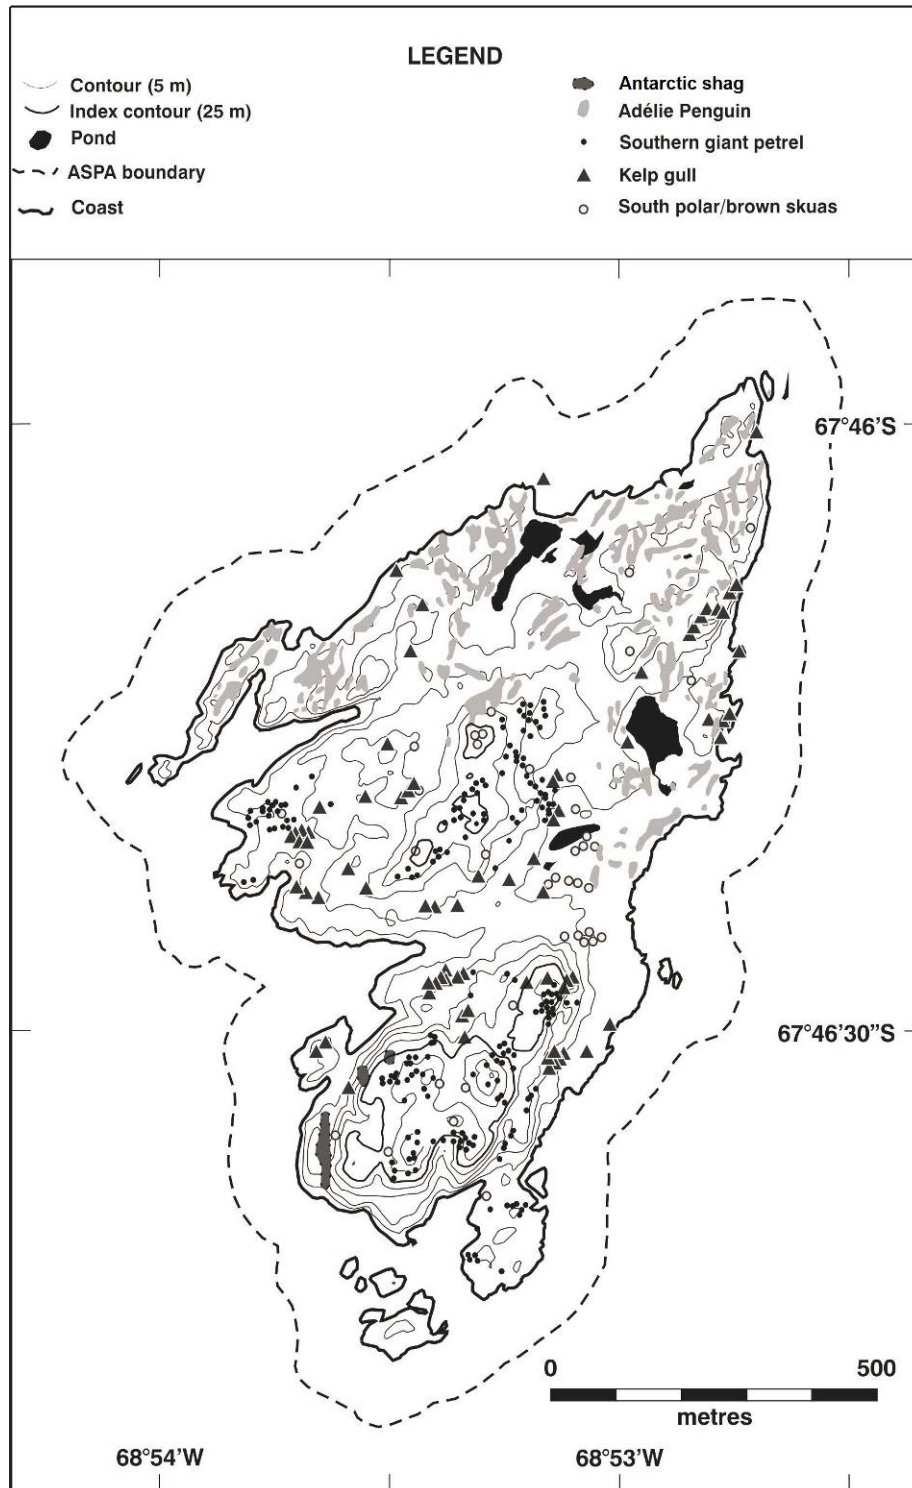 LEGEND
Contour (5 m)
Index contour (25 m)
Pond
ASPA boundary
Coast
Antarctic shag
Adélie Penguin
Southern giant petrel
Kelp gull
South polar/brown skuas
67°46'S
67°46'30"S
0 500
metres
68°54'W 68°53'W